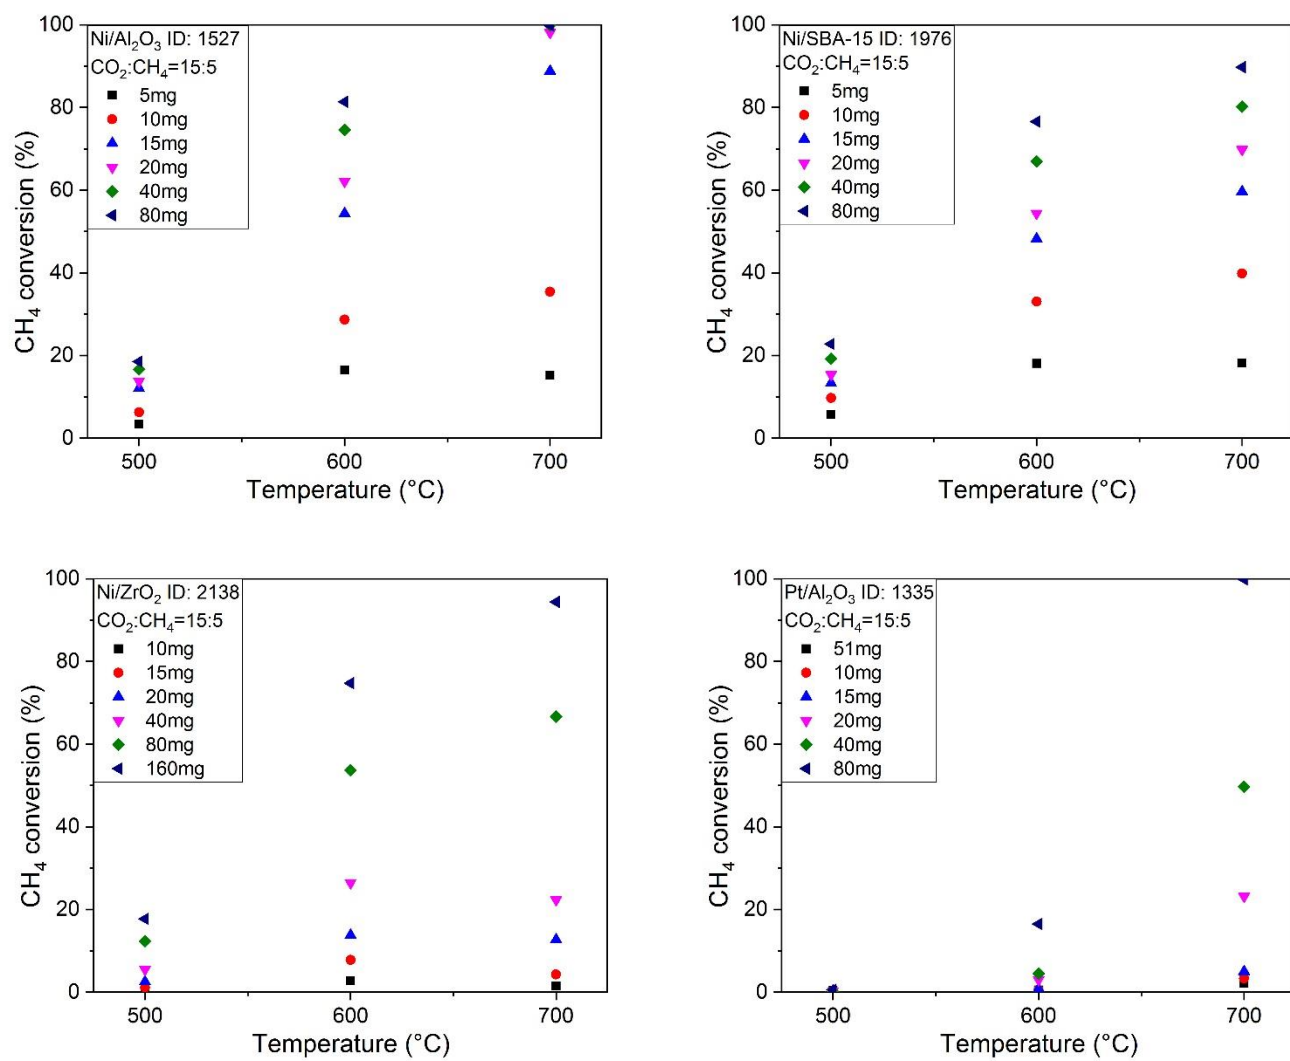 Ni/Al₂O₃ ID: 1527
CO₂:CH₄=15:5
5mg
10mg
15mg
20mg
40mg
80mg
CH₄ conversion (%)
100
80
60
40
20
0
500 600 700
Temperature (°C)
Ni/SBA-15 ID: 1976
CO₂:CH₄=15:5
5mg
10mg
15mg
20mg
40mg
80mg
CH₄ conversion (%)
100
80
60
40
20
0
500 600 700
Temperature (°C)
Ni/ZrO₂ ID: 2138
CO₂:CH₄=15:5
10mg
15mg
20mg
40mg
80mg
160mg
CH₄ conversion (%)
100
80
60
40
20
0
500 600 700
Temperature (°C)
Pt/Al₂O₃ ID: 1335
CO₂:CH₄=15:5
51mg
10mg
15mg
20mg
40mg
80mg
CH₄ conversion (%)
100
80
60
40
20
0
500 600 700
Temperature (°C)